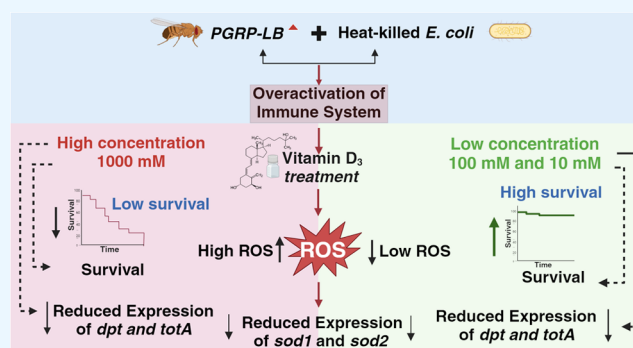 PGRP-LB + Heat-killed E. coli
Overactivation of
Immune System
High concentration
1000 mM
Vitamin D3
treatment
Low concentration
100 mM and 10 mM
Low survival
Survival
Time
Survival
High survival
Survival
Time
Survival
High ROS
ROS
Low ROS
Reduced Expression
of dpt and totA
Reduced Expression
of sod1 and sod2
Reduced Expression
of dpt and totA